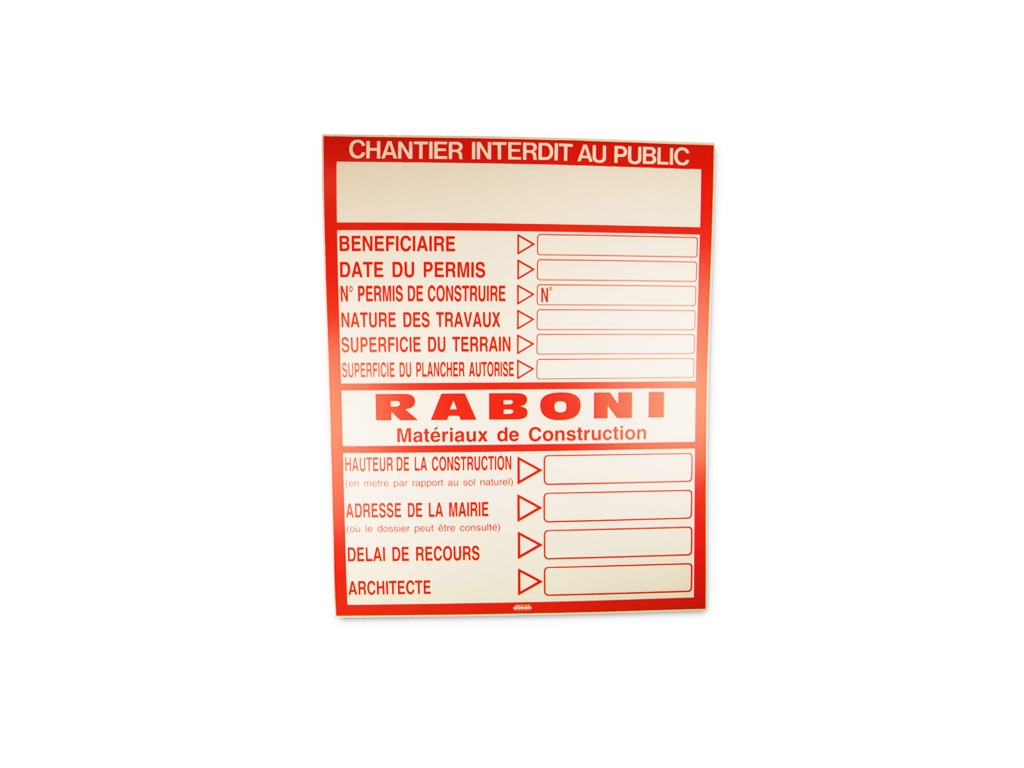 CHANTIER INTERDIT AU PUBLIC
BENEFICIAIRE
DATE DU PERMIS
N° PERMIS DE CONSTRUIRE N°
NATURE DES TRAVAUX
SUPERFICIE DU TERRAIN
SUPERFICIE DU PLANCHER AUTORISE
RABONI
Matériaux de Construction
HAUTEUR DE LA CONSTRUCTION
(en mètre par rapport au sol naturel)
ADRESSE DE LA MAIRIE
(où le dossier peut être consulté)
DELAI DE RECOURS
ARCHITECTE